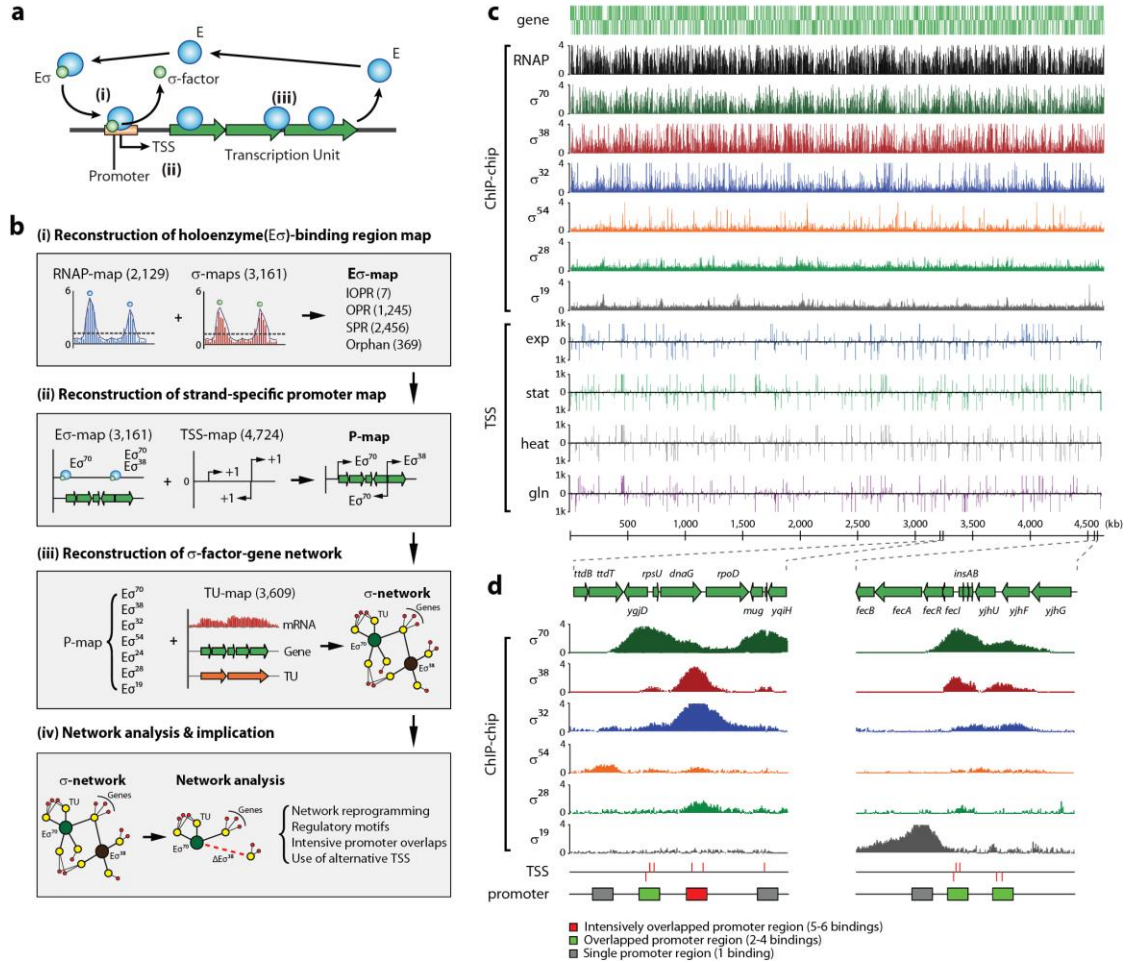 a
E
Eσ
σ-factor
E
(i)
(iii)
TSS
(ii)
Transcription Unit
Promoter
b
(i) Reconstruction of holoenzyme(Eσ)-binding region map
RNAP-map (2,129)
σ-maps (3,161)
Eσ-map
6
0
+
6
0
IOPR (7)
OPR (1,245)
SPR (2,456)
Orphan (369)
(ii) Reconstruction of strand-specific promoter map
Eσ-map (3,161)
TSS-map (4,724)
P-map
Eσ70
Eσ70
Eσ38
+
0
+1
+1
+1
Eσ70
Eσ38
Eσ70
(iii) Reconstruction of σ-factor-gene network
P-map
Eσ70
Eσ38
Eσ32
Eσ54
Eσ24
Eσ28
Eσ19
+
TU-map (3,609)
mRNA
Gene
TU
σ-network
Genes
TU
Eσ70
Eσ38
(iv) Network analysis & implication
σ-network
Genes
TU
Eσ70
Eσ38
Network analysis
Genes
TU
Eσ70
ΔEσ38
Network reprogramming
Regulatory motifs
Intensive promoter overlaps
Use of alternative TSS
c
gene
ChIP-chip
RNAP
4
0
σ70
4
0
σ38
4
0
σ32
4
0
σ54
4
0
σ28
4
0
σ19
4
0
TSS
exp
1k
0
1k
stat
1k
0
1k
heat
1k
0
1k
gln
1k
0
1k
500
1,000
1,500
2,000
2,500
3,000
3,500
4,000
4,500
(kb)
d
ttdB ttdT rpsU dnaG rpoD
ygjD mug yqiH
insAB
fecB fecA fecR fecI yjhU yjhF yjhG
ChIP-chip
σ70
4
0
σ38
4
0
σ32
4
0
σ54
4
0
σ28
4
0
σ19
4
0
TSS
promoter
Intensively overlapped promoter region (5-6 bindings)
Overlapped promoter region (2-4 bindings)
Single promoter region (1 binding)